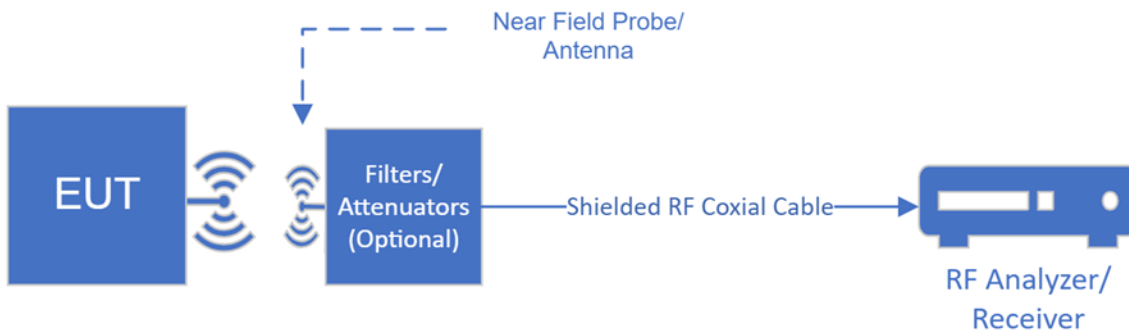 Near Field Probe/
Antenna
EUT
Filters/
Attenuators
(Optional)
Shielded RF Coxial Cable
RF Analyzer/
Receiver